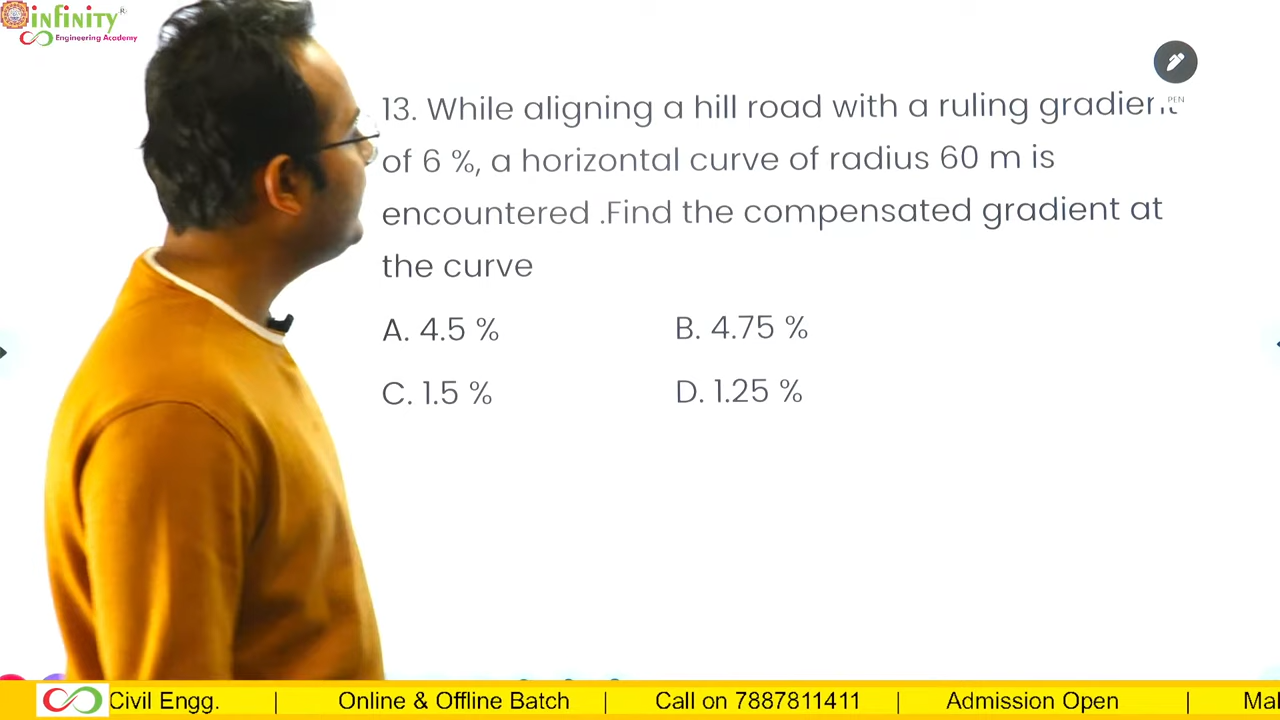 infinity
Engineering Academy
PEN
13. While aligning a hill road with a ruling gradient
of 6 %, a horizontal curve of radius 60 m is
encountered .Find the compensated gradient at
the curve
A. 4.5 %
B. 4.75 %
C. 1.5 %
D. 1.25 %
Civil Engg. | Online & Offline Batch | Call on 7887811411 | Admission Open |